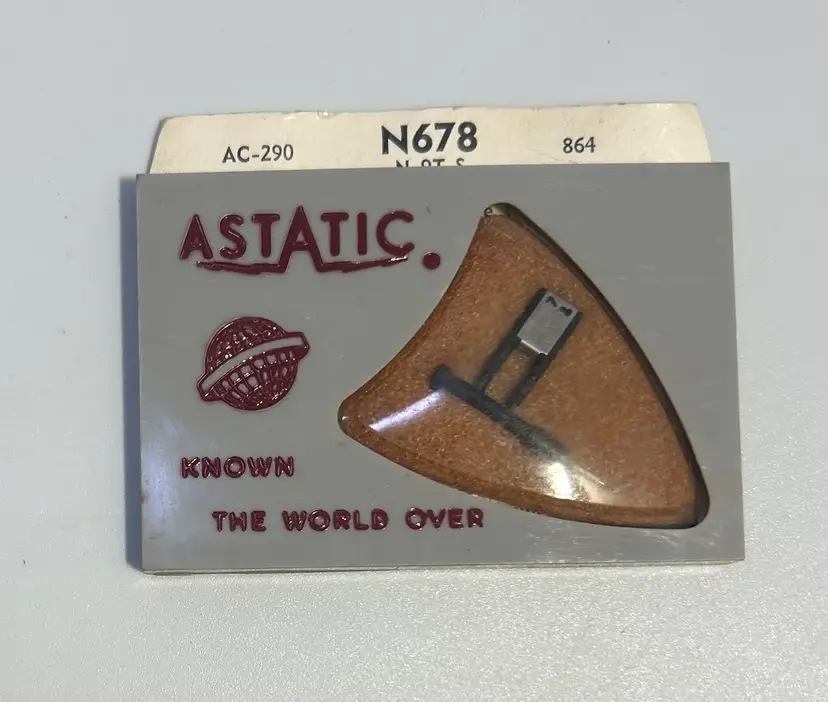 AC-290 N678 864
ASTATIC.
KNOWN
THE WORLD OVER